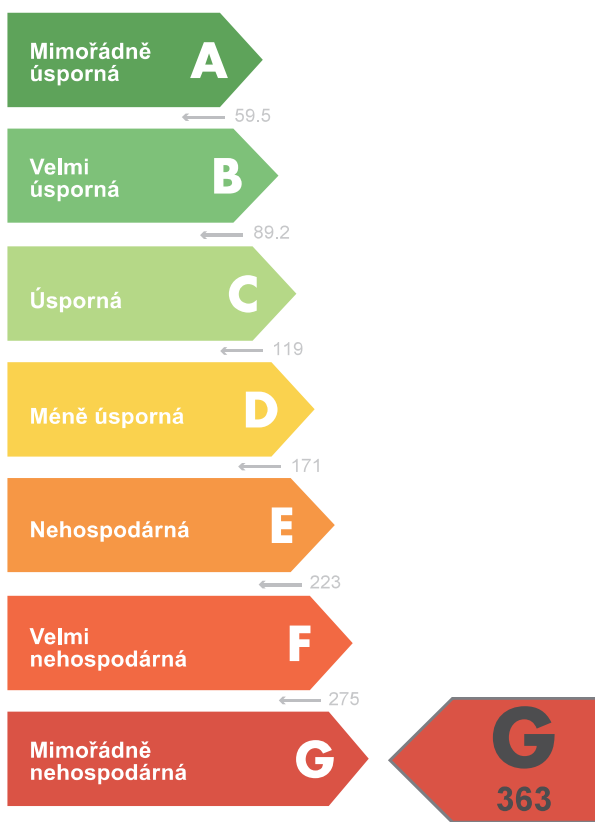 Mimořádně
úsporná
A
59.5
Velmi
úsporná
B
89.2
Úsporná
C
119
Méně úsporná
D
171
Nehospodárná
E
223
Velmi
nehospodárná
F
275
Mimořádně
nehospodárná
G
G
363